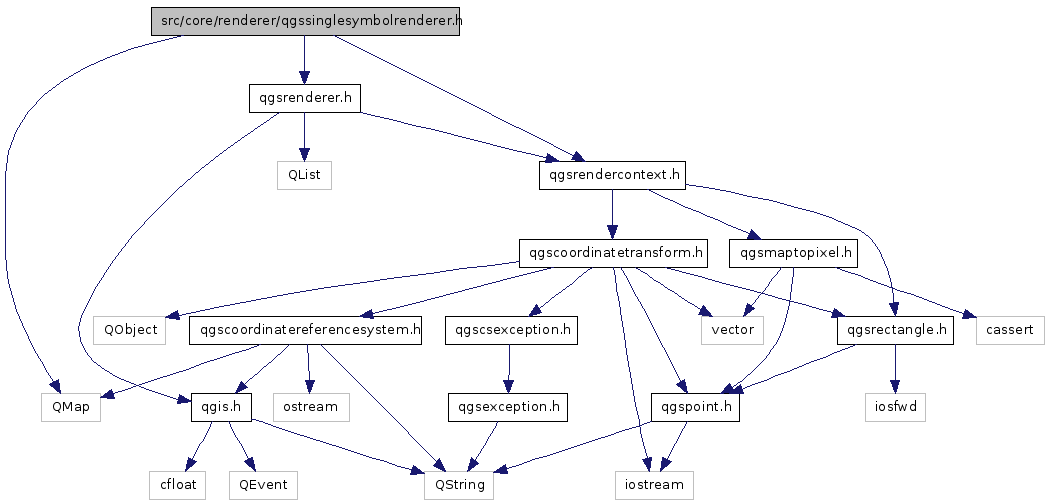 src/core/renderer/qgssinglesymbolrenderer.h
qgsrenderer.h
QList
qgsrendercontext.h
qgscoordinatetransform.h
qgsmaptopixel.h
QObject
qgscoordinatereferencesystem.h
qgscsexception.h
vector
qgsrectangle.h
cassert
QMap
qgis.h
ostream
qgsexception.h
qgspoint.h
iosfwd
cfloat
QEvent
QString
iostream